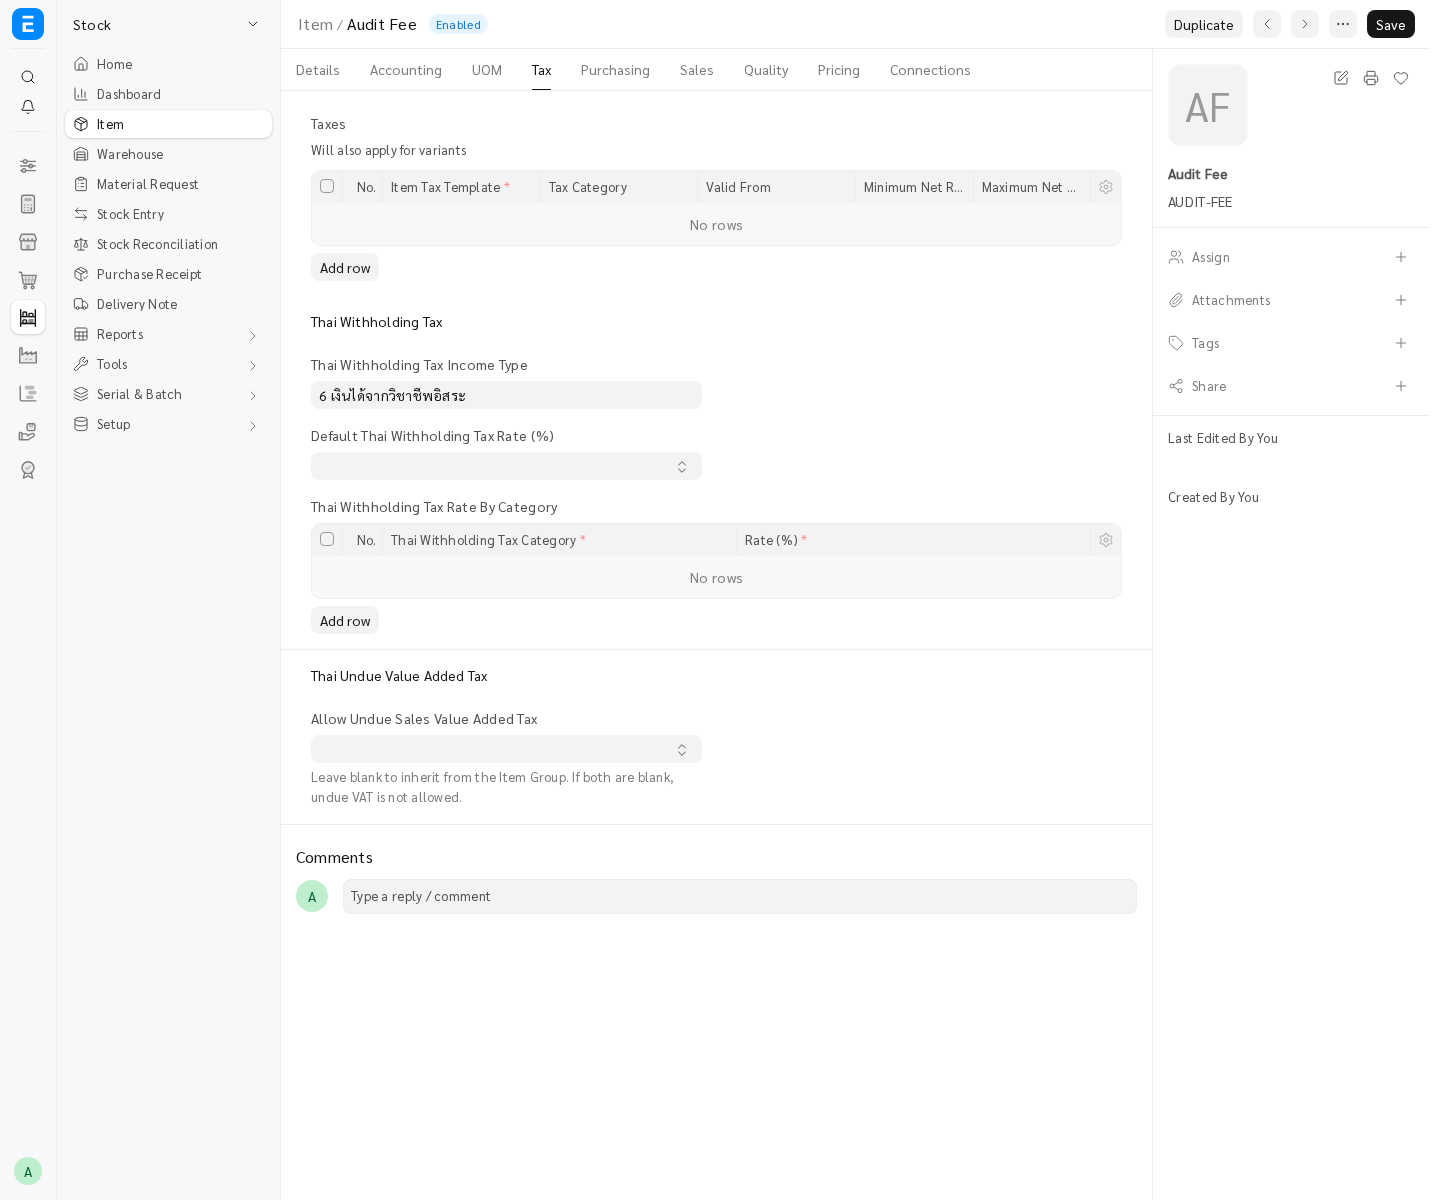 Stock
Home
Dashboard
Item
Warehouse
Material Request
Stock Entry
Stock Reconciliation
Purchase Receipt
Delivery Note
Reports
Tools
Serial & Batch
Setup
A
Item / Audit Fee Enabled
Duplicate
Save
Details Accounting UOM Tax Purchasing Sales Quality Pricing Connections
Taxes
Will also apply for variants
No. Item Tax Template * Tax Category Valid From Minimum Net R... Maximum Net ...
No rows
Add row
Thai Withholding Tax
Thai Withholding Tax Income Type
6 เงินได้จากวิชาชีพอิสระ
Default Thai Withholding Tax Rate (%)
Thai Withholding Tax Rate By Category
No. Thai Withholding Tax Category * Rate (%) *
No rows
Add row
Thai Undue Value Added Tax
Allow Undue Sales Value Added Tax
Leave blank to inherit from the Item Group. If both are blank,
undue VAT is not allowed.
Comments
A
Type a reply / comment
AF
Audit Fee
AUDIT-FEE
Assign
Attachments
Tags
Share
Last Edited By You
Created By You